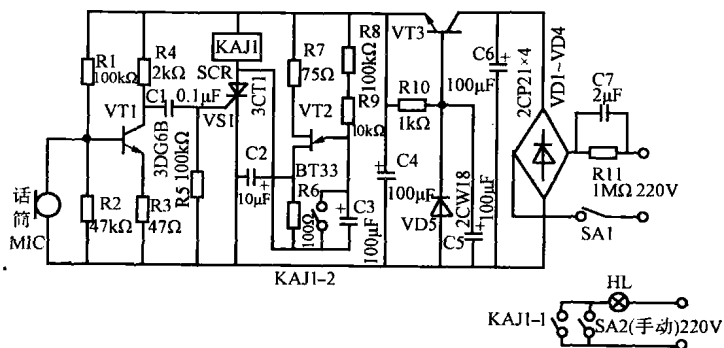 R1
100kΩ
R4
2kΩ
C1
0.1μF
VT1
3DG6B
R5 100kΩ
KAJ1
SCR
VS1
3CT1
C2
10μF
R7
75Ω
VT2
BT33
R6
100Ω
R8
100kΩ
R9
10kΩ
C3
100μF
C4
100μF
R10
1kΩ
VT3
VD5
2CW18
C5
100μF
C6
100μF
2CP21×4
VD1~VD4
C7
2μF
R11
1MΩ
220V
SA1
话筒
MIC
R2
47kΩ
R3
47Ω
KAJ1-2
HL
KAJ1-1
SA2(手动)
220V